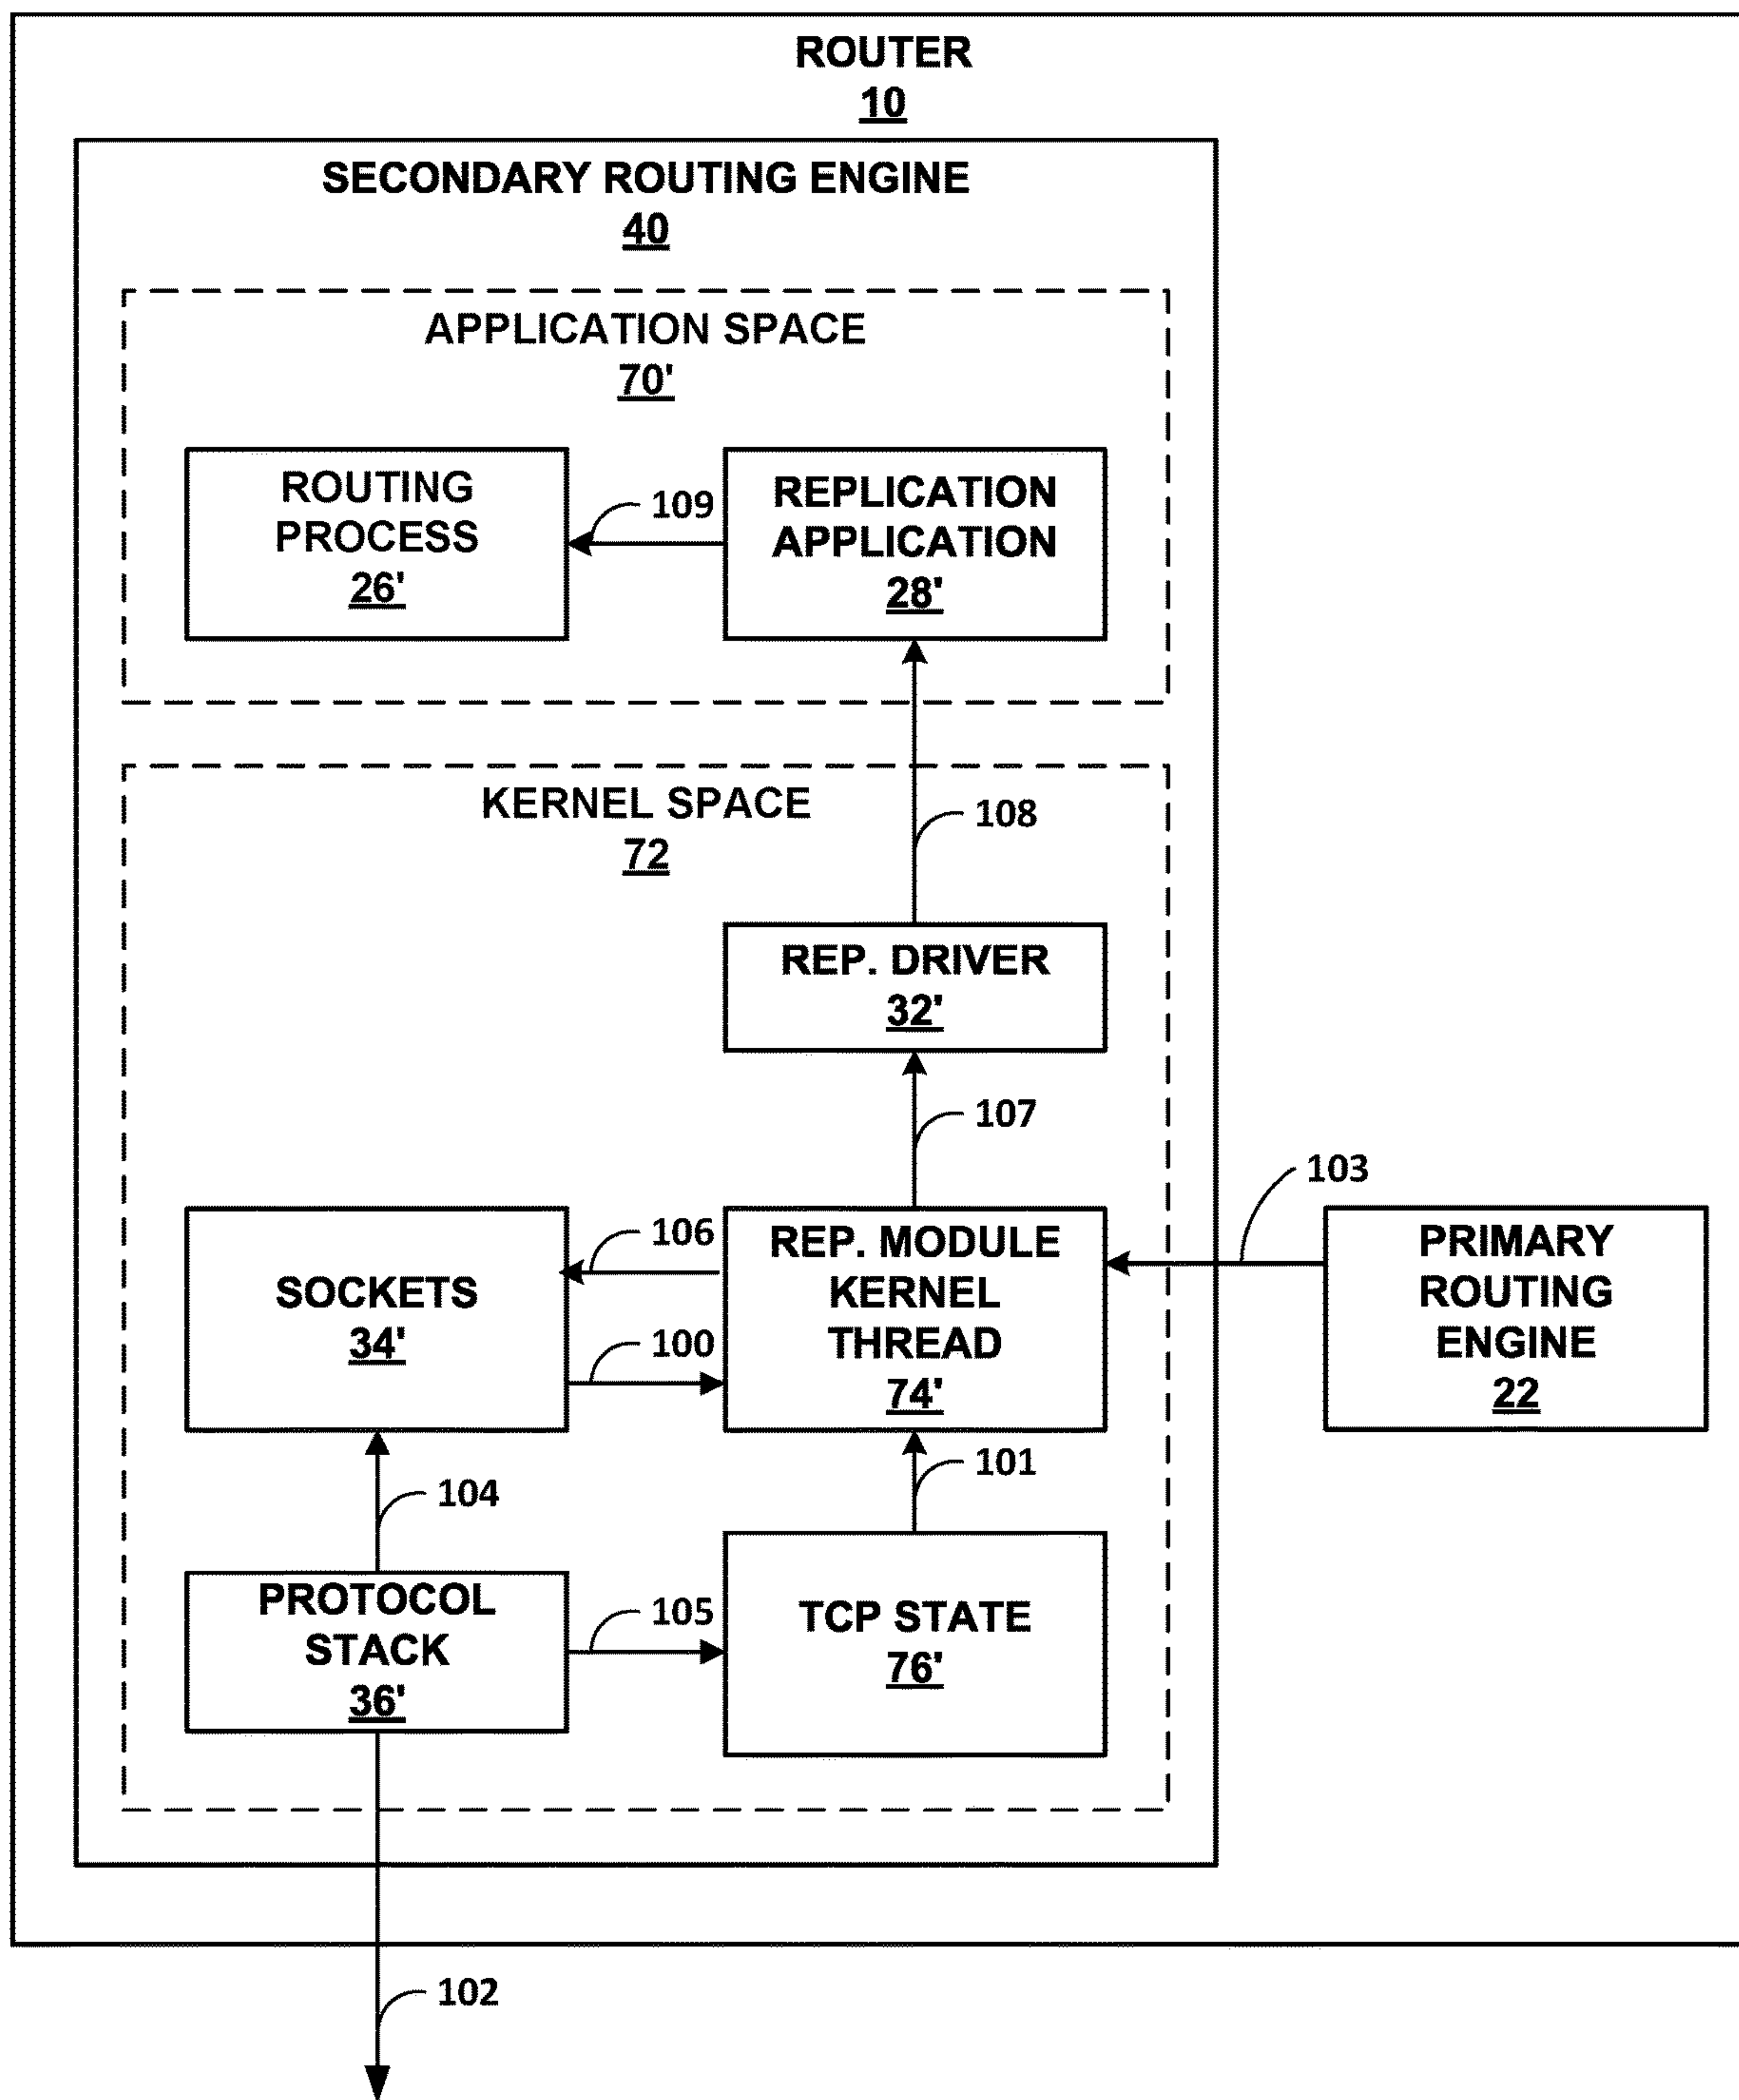 ROUTER
10
SECONDARY ROUTING ENGINE
40
APPLICATION SPACE
70'
ROUTING
PROCESS
26'
109
REPLICATION
APPLICATION
28'
KERNEL SPACE
72
108
REP. DRIVER
32'
107
103
SOCKETS
34'
106
100
REP. MODULE
KERNEL
THREAD
74'
PRIMARY
ROUTING
ENGINE
22
104
101
PROTOCOL
STACK
36'
105
TCP STATE
76'
102